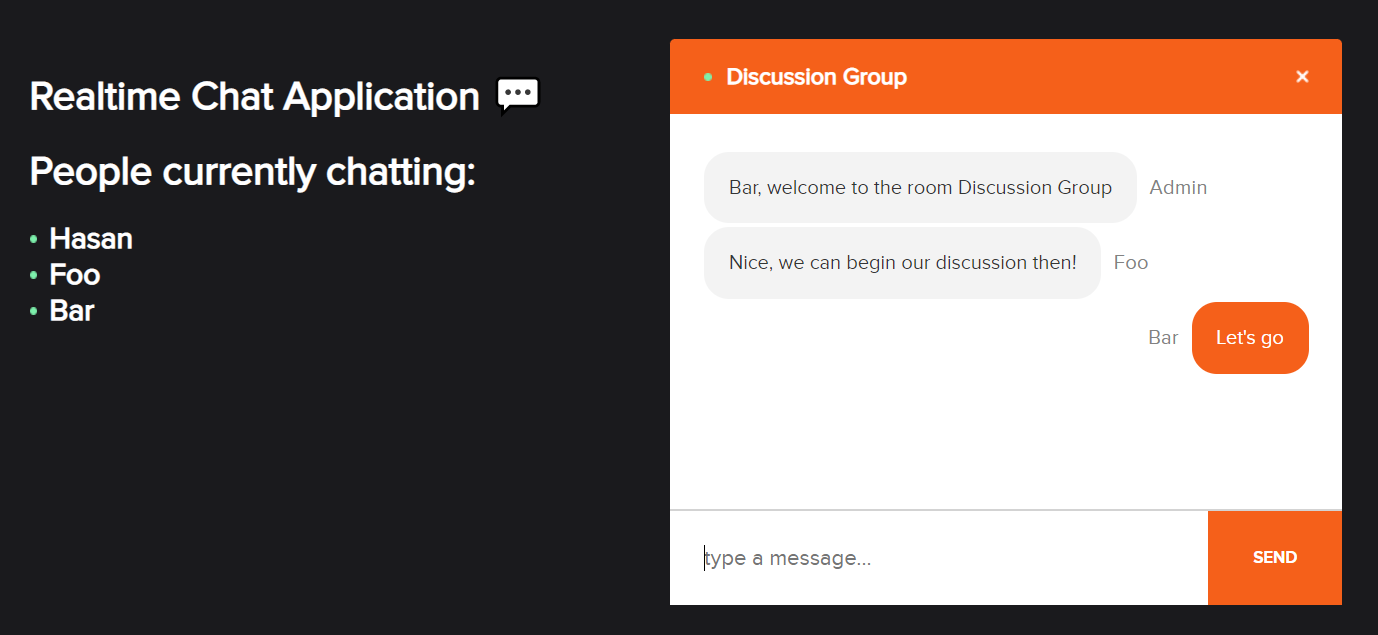 Realtime Chat Application
People currently chatting:
Hasan
Foo
Bar
Discussion Group
Bar, welcome to the room Discussion Group Admin
Nice, we can begin our discussion then! Foo
Bar Let's go
type a message... SEND